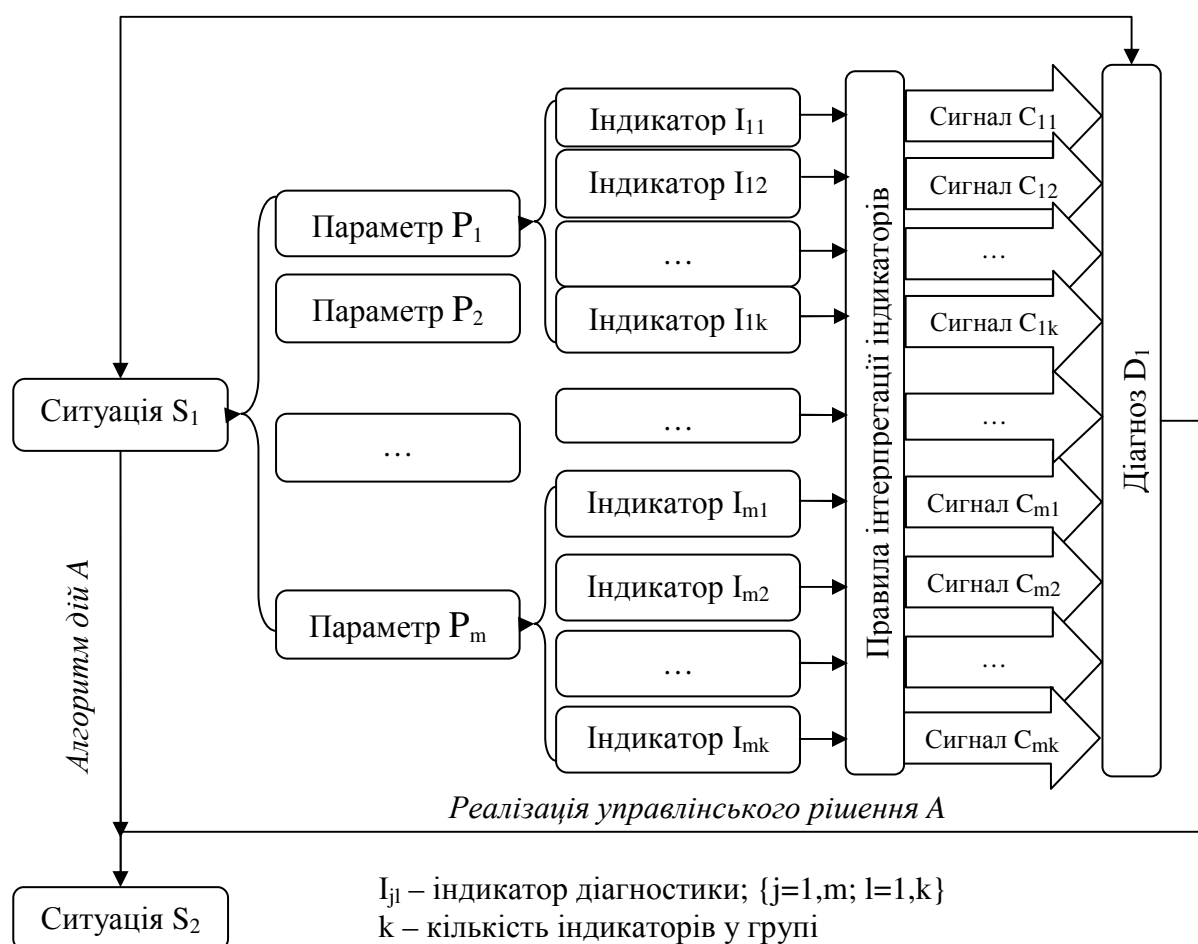 Індикатор I11
Індикатор I12
…
Індикатор I1k
…
Індикатор Im1
Індикатор Im2
…
Індикатор Imk
Параметр P1
Параметр P2
…
Параметр Pm
Ситуація S1
Правила інтерпретації індикаторів
Сигнал C11
Сигнал C12
…
Сигнал C1k
…
Сигнал Cm1
Сигнал Cm2
…
Сигнал Cmk
Діагноз D1
Алгоритм дій А
Реалізація управлінського рішення А
Ситуація S2
Ijl – індикатор діагностики; {j=1,m; l=1,k}
k – кількість індикаторів у групі